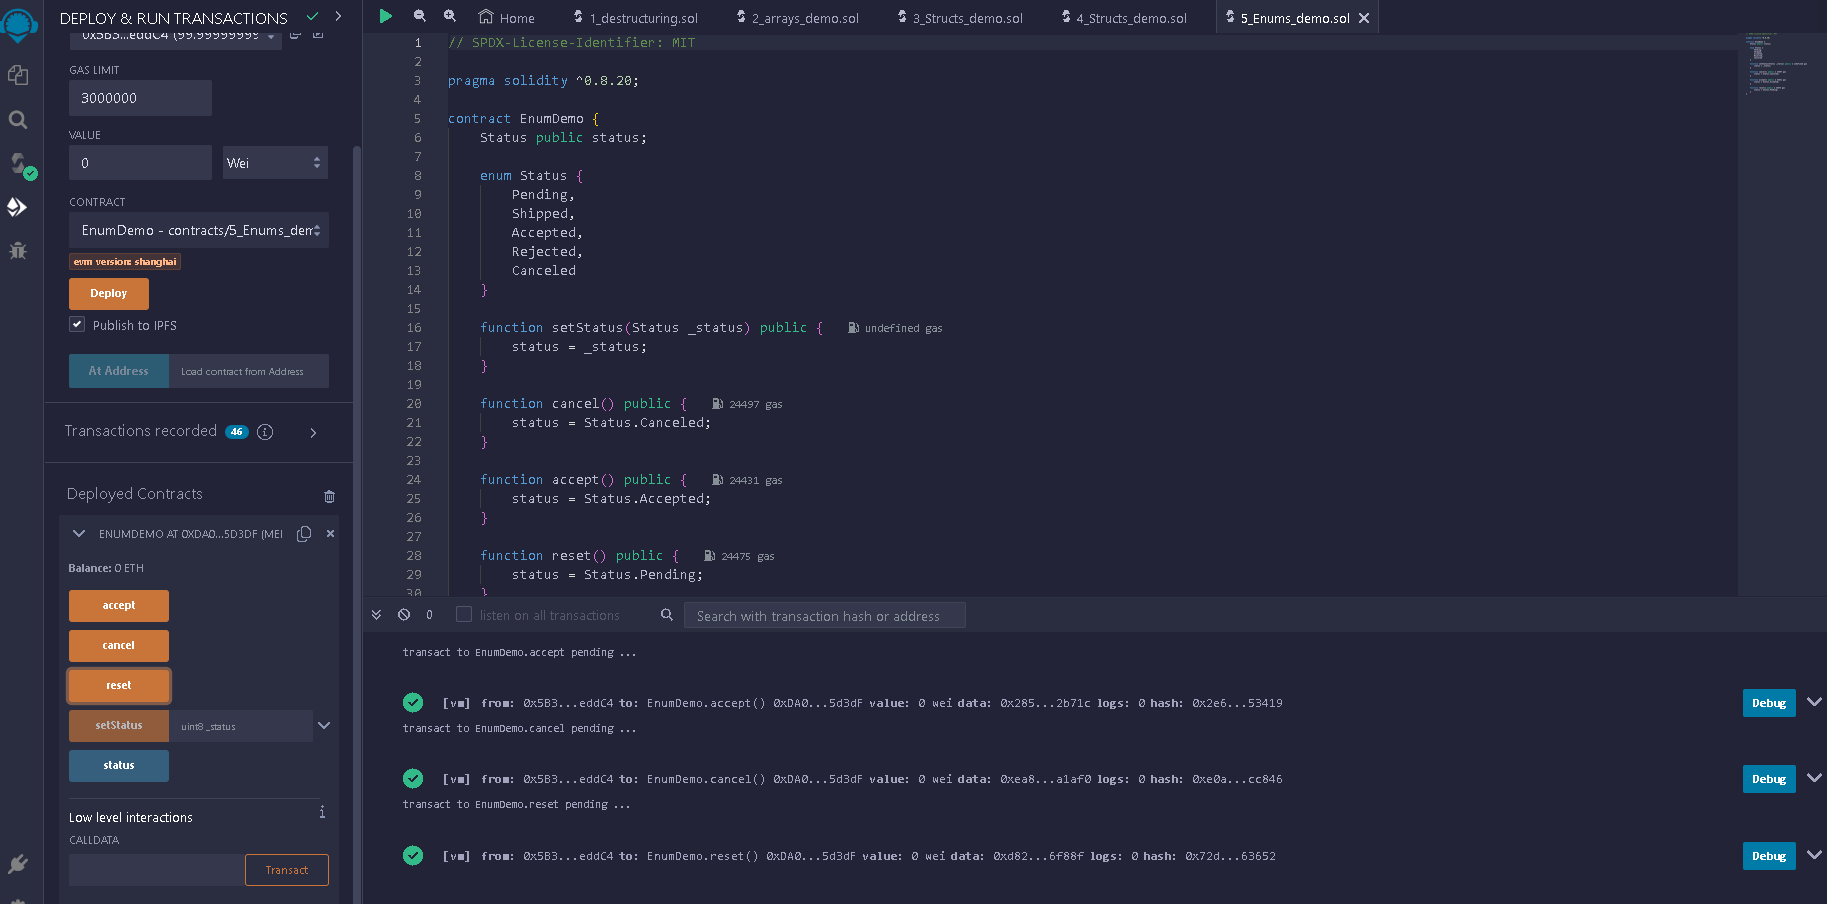 DEPLOY & RUN TRANSACTIONS
0x5B3...eddC4 (99.99999999
GAS LIMIT
3000000
VALUE
0
Wei
CONTRACT
EnumDemo - contracts/5_Enums_dem
evm version: shanghai
Deploy
Publish to IPFS
At Address
Load contract from Address
Transactions recorded 46
Deployed Contracts
ENUMDEMO AT 0XDA0...5D3DF (MEI
Balance: 0 ETH
accept
cancel
reset
setStatus
uint8 _status
status
Low level interactions
CALLDATA
Transact
Home
1_destructuring.sol
2_arrays_demo.sol
3_Structs_demo.sol
4_Structs_demo.sol
5_Enums_demo.sol
1 // SPDX-License-Identifier: MIT
2
3 pragma solidity ^0.8.20;
4
5 contract EnumDemo {
6 Status public status;
7
8 enum Status {
9 Pending,
10 Shipped,
11 Accepted,
12 Rejected,
13 Canceled
14 }
15
16 function setStatus(Status _status) public { undefined gas
17 status = _status;
18 }
19
20 function cancel() public { 24497 gas
21 status = Status.Canceled;
22 }
23
24 function accept() public { 24431 gas
25 status = Status.Accepted;
26 }
27
28 function reset() public { 24475 gas
29 status = Status.Pending;
30 }
0
listen on all transactions
Search with transaction hash or address
transact to EnumDemo.accept pending ...
[vm] from: 0x5B3...eddC4 to: EnumDemo.accept() 0xDA0...5d3dF value: 0 wei data: 0x285...2b71c logs: 0 hash: 0x2e6...53419
Debug
transact to EnumDemo.cancel pending ...
[vm] from: 0x5B3...eddC4 to: EnumDemo.cancel() 0xDA0...5d3dF value: 0 wei data: 0xea8...a1af0 logs: 0 hash: 0xe0a...cc846
Debug
transact to EnumDemo.reset pending ...
[vm] from: 0x5B3...eddC4 to: EnumDemo.reset() 0xDA0...5d3dF value: 0 wei data: 0xd82...6f88f logs: 0 hash: 0x72d...63652
Debug